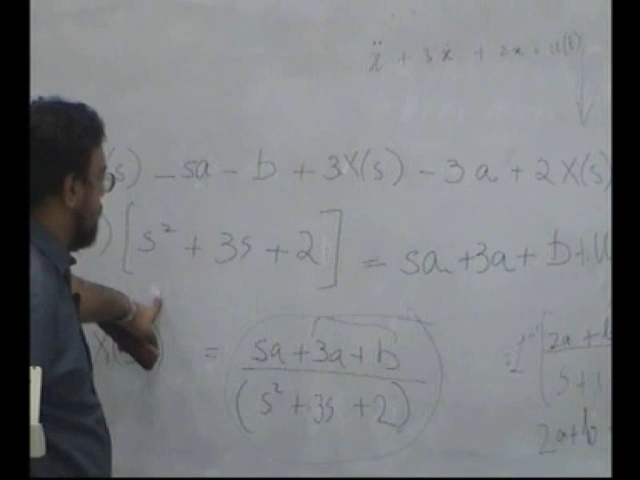 ẍ + 3ẋ + 2x = u(t)
(s) - sa - b + 3X(s) - 3a + 2X(s)
) [s² + 3s + 2] = sa + 3a + b + U
X( = sa + 3a + b
(s² + 3s + 2)
2a + b
s + 1
2a + b